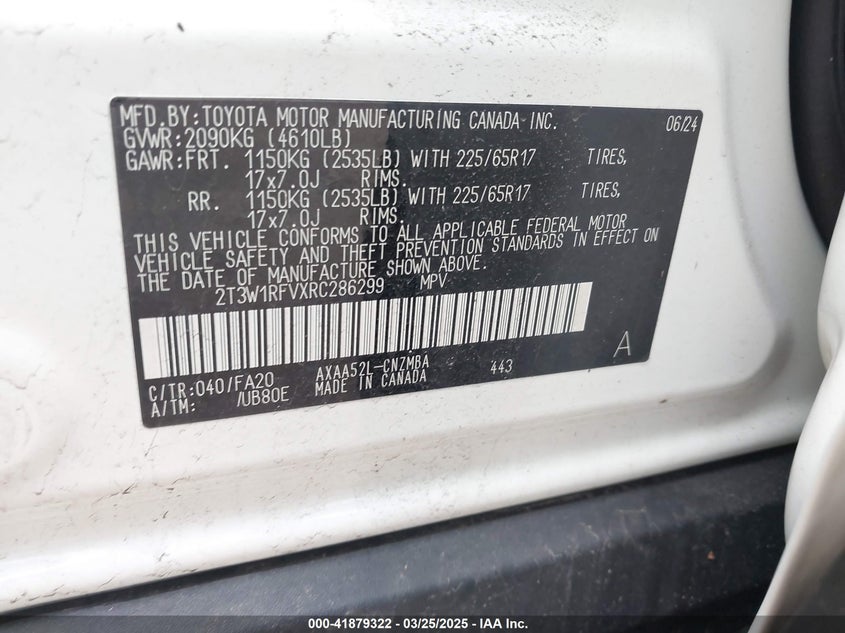 MFD.BY:TOYOTA MOTOR MANUFACTURING CANADA INC. 06/24
GVWR:2090KG (4610LB)
GAWR:FRT. 1150KG (2535LB) WITH 225/65R17 TIRES,
17x7.0J RIMS.
RR. 1150KG (2535LB) WITH 225/65R17 TIRES,
17x7.0J RIMS.
THIS VEHICLE CONFORMS TO ALL APPLICABLE FEDERAL MOTOR
VEHICLE SAFETY AND THEFT PREVENTION STANDARDS IN EFFECT ON
THE DATE OF MANUFACTURE SHOWN ABOVE.
2T3W1RFVXRC286299 MPV
A
C/TR:040/FA20 AXAA52L-CNZMBA 443
A/TM: /UB80E MADE IN CANADA
000-41879322 / 03/25/2025 / IAA Inc.